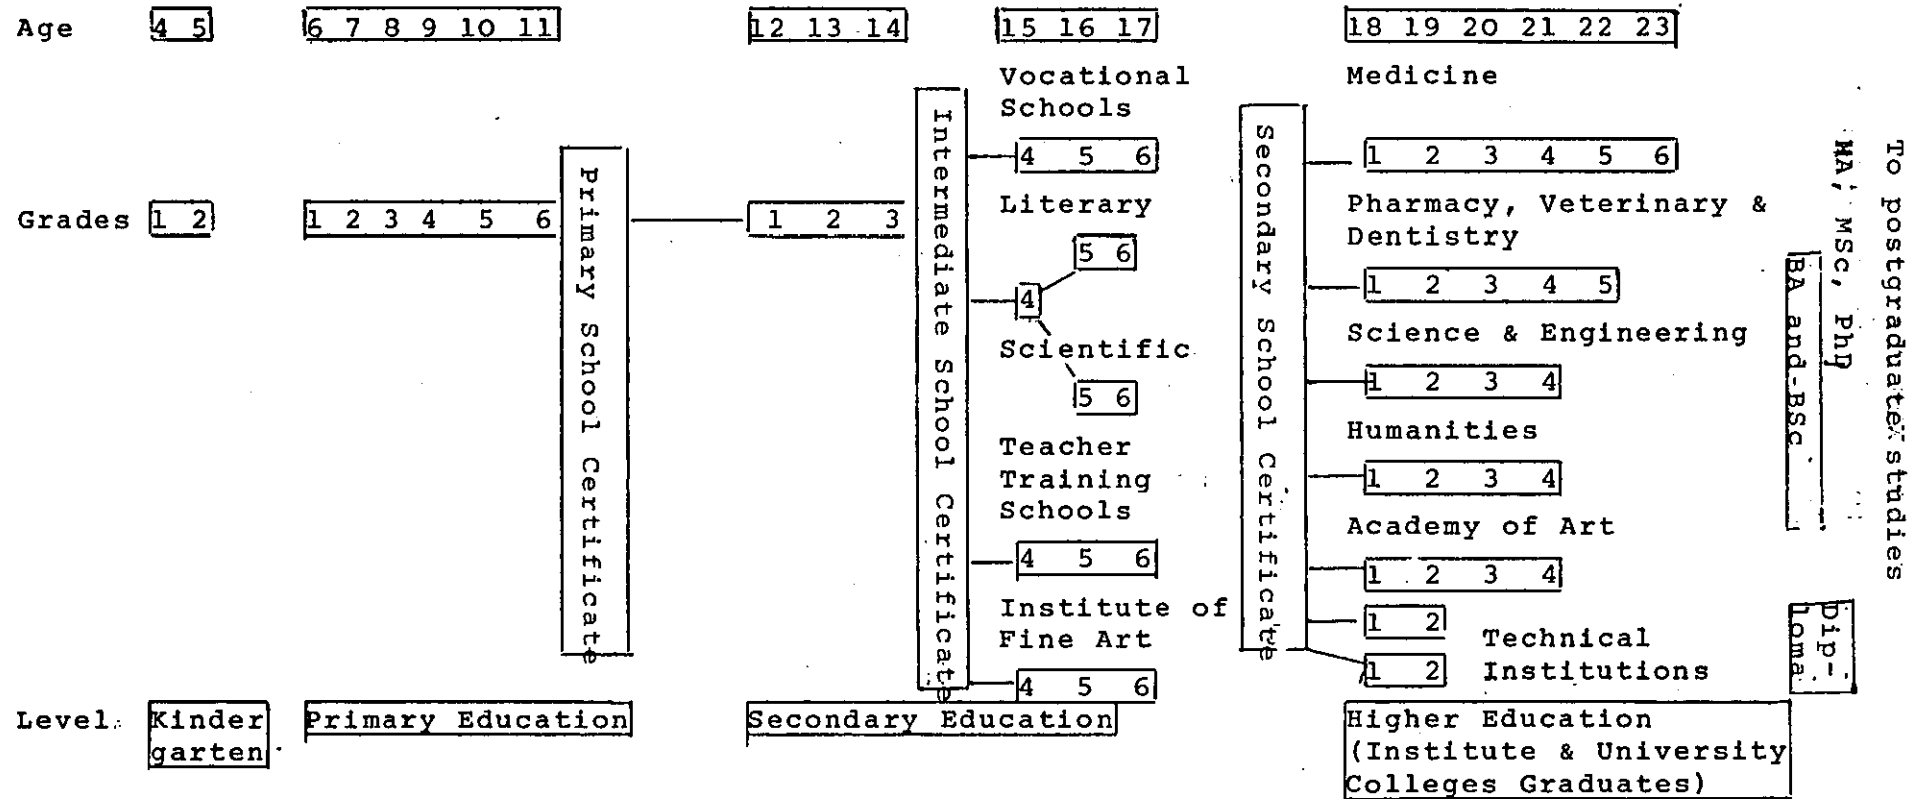 Age 4 5 6 7 8 9 10 11 12 13 14 15 16 17 18 19 20 21 22 23
Vocational
Schools
4 5 6
Literary
5 6
4
Scientific
5 6
Teacher
Training
Schools
4 5 6
Institute of
Fine Art
4 5 6
Grades 1 2 1 2 3 4 5 6 1 2 3
Primary School Certificate
Intermediate School Certificate
Secondary School Certificate
Medicine
1 2 3 4 5 6
Pharmacy, Veterinary &
Dentistry
1 2 3 4 5
Science & Engineering
1 2 3 4
Humanities
1 2 3 4
Academy of Art
1 2 3 4
1 2
Technical
Institutions
1 2
BA and BSc
Dip-
loma
To postgraduate studies
MA, MSc, PhD
Level Kinder
garten
Primary Education
Secondary Education
Higher Education
(Institute & University
Colleges Graduates)